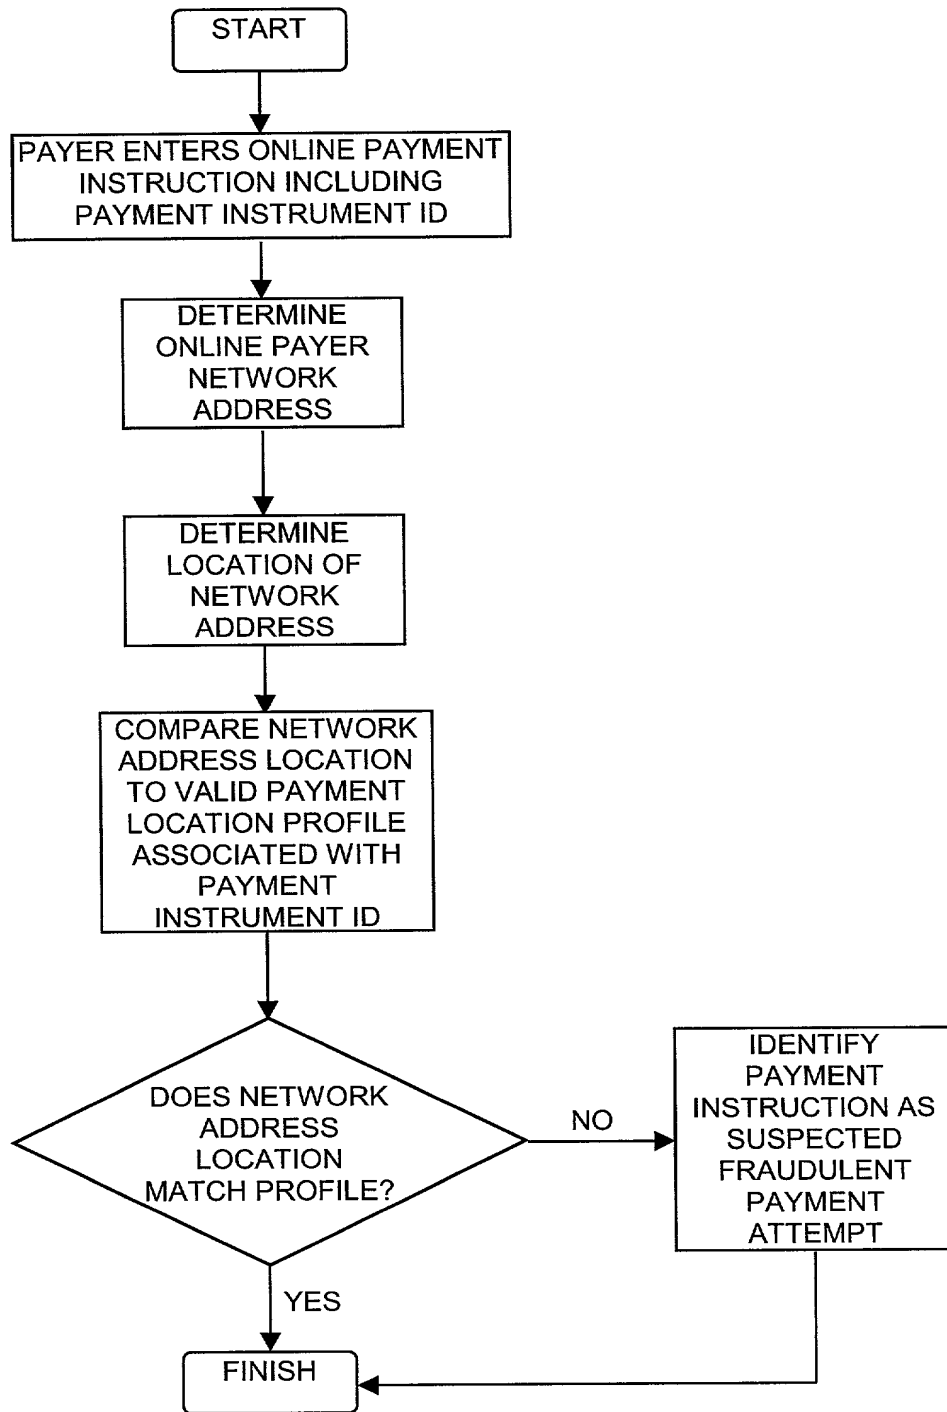 START
PAYER ENTERS ONLINE PAYMENT
INSTRUCTION INCLUDING
PAYMENT INSTRUMENT ID
DETERMINE
ONLINE PAYER
NETWORK
ADDRESS
DETERMINE
LOCATION OF
NETWORK
ADDRESS
COMPARE NETWORK
ADDRESS LOCATION
TO VALID PAYMENT
LOCATION PROFILE
ASSOCIATED WITH
PAYMENT
INSTRUMENT ID
DOES NETWORK
ADDRESS
LOCATION
MATCH PROFILE?
NO
IDENTIFY
PAYMENT
INSTRUCTION AS
SUSPECTED
FRAUDULENT
PAYMENT
ATTEMPT
YES
FINISH